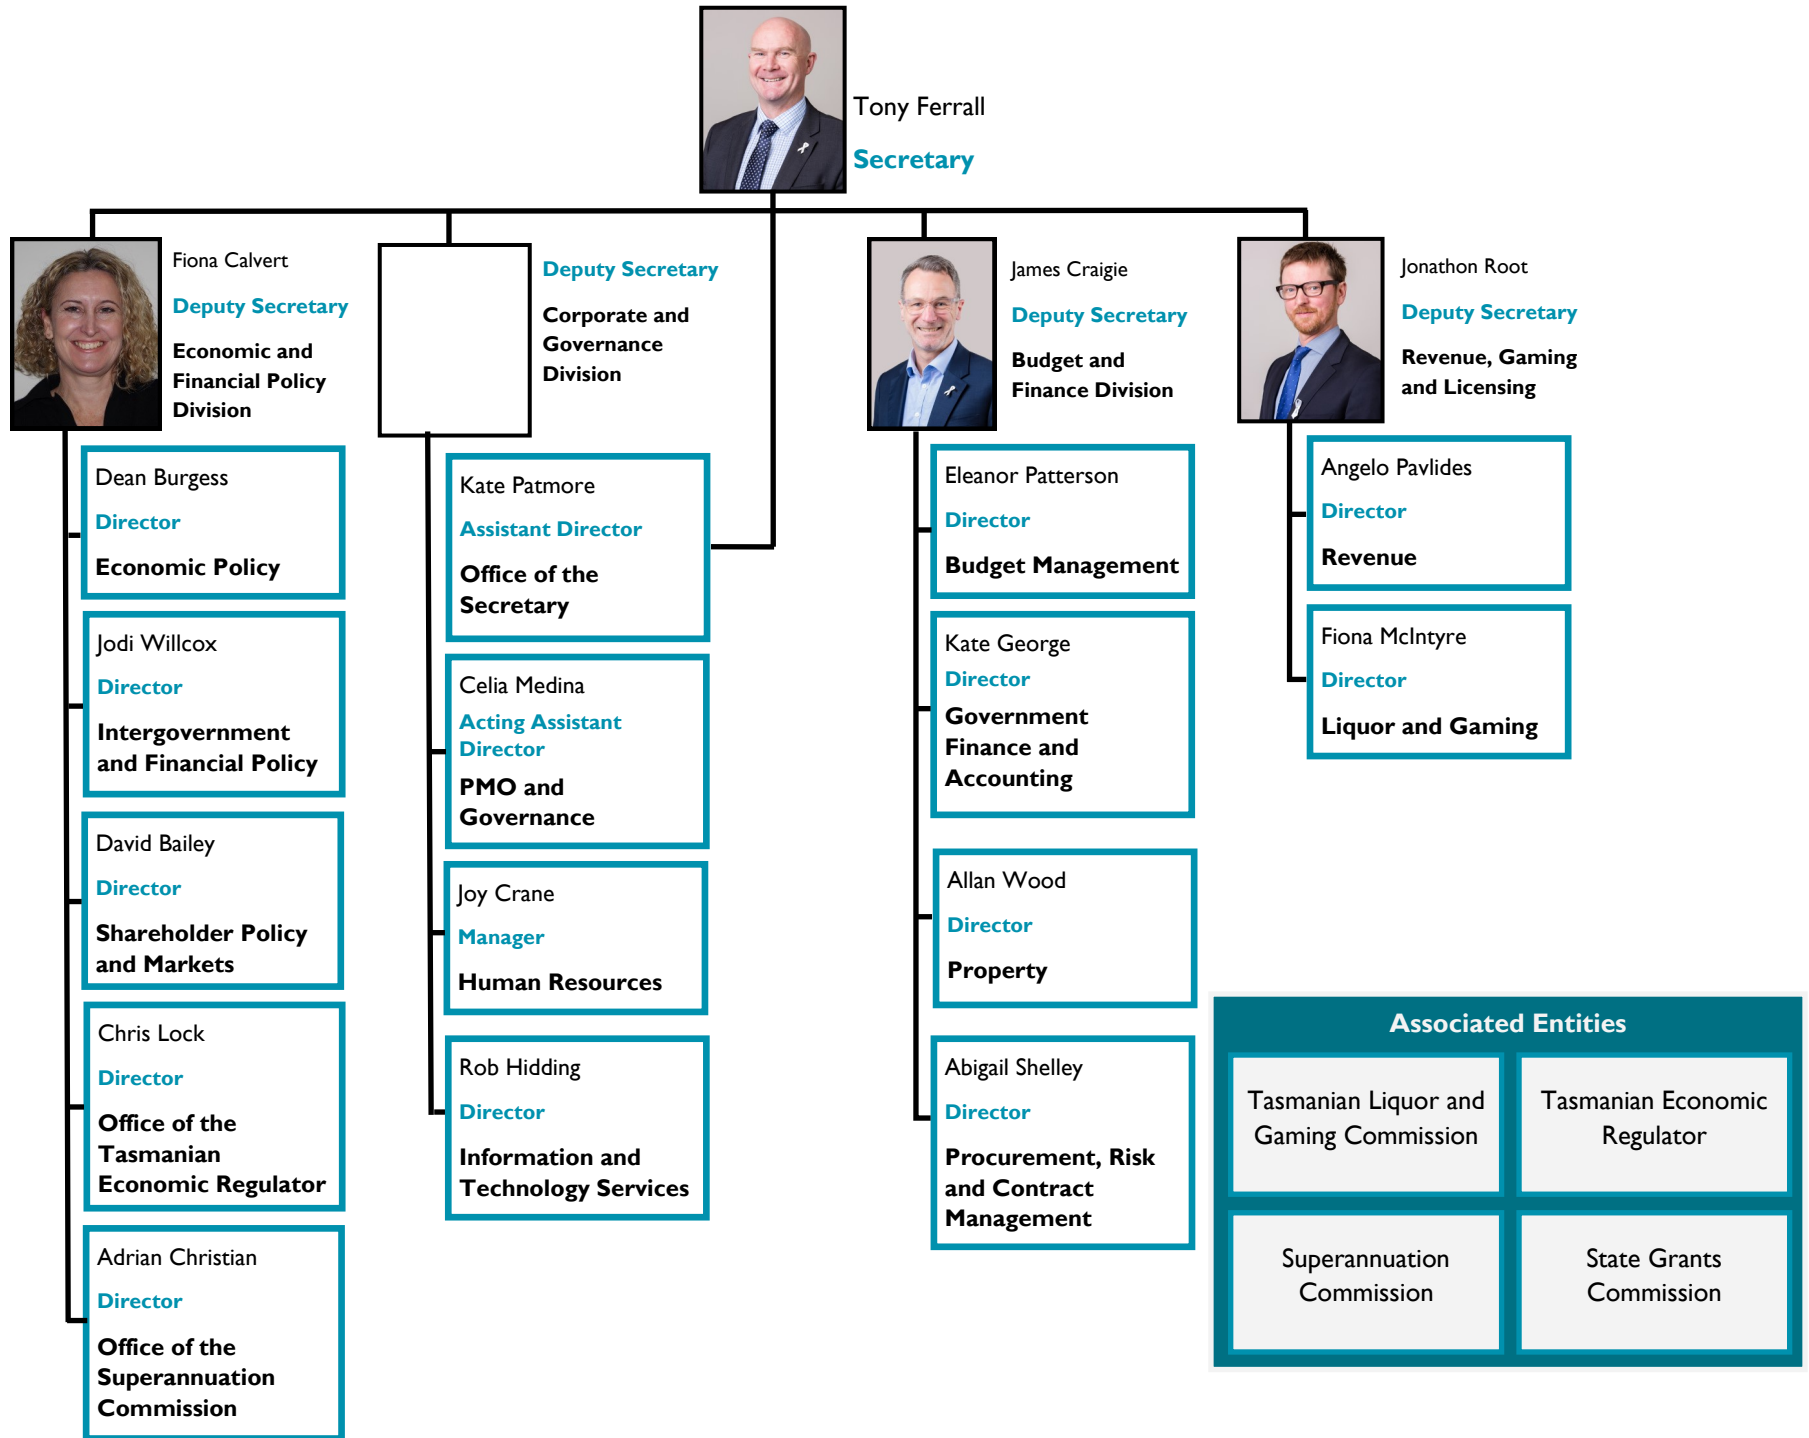 Tony Ferrall
Secretary
Fiona Calvert
Deputy Secretary
Economic and
Financial Policy
Division
Deputy Secretary
Corporate and
Governance
Division
James Craigie
Deputy Secretary
Budget and
Finance Division
Jonathon Root
Deputy Secretary
Revenue, Gaming
and Licensing
Dean Burgess
Director
Economic Policy
Jodi Willcox
Director
Intergovernment
and Financial Policy
David Bailey
Director
Shareholder Policy
and Markets
Chris Lock
Director
Office of the
Tasmanian
Economic Regulator
Adrian Christian
Director
Office of the
Superannuation
Commission
Kate Patmore
Assistant Director
Office of the
Secretary
Celia Medina
Acting Assistant
Director
PMO and
Governance
Joy Crane
Manager
Human Resources
Rob Hidding
Director
Information and
Technology Services
Eleanor Patterson
Director
Budget Management
Kate George
Director
Government
Finance and
Accounting
Allan Wood
Director
Property
Abigail Shelley
Director
Procurement, Risk
and Contract
Management
Angelo Pavlides
Director
Revenue
Fiona McIntyre
Director
Liquor and Gaming
Associated Entities
Tasmanian Liquor and
Gaming Commission
Tasmanian Economic
Regulator
Superannuation
Commission
State Grants
Commission